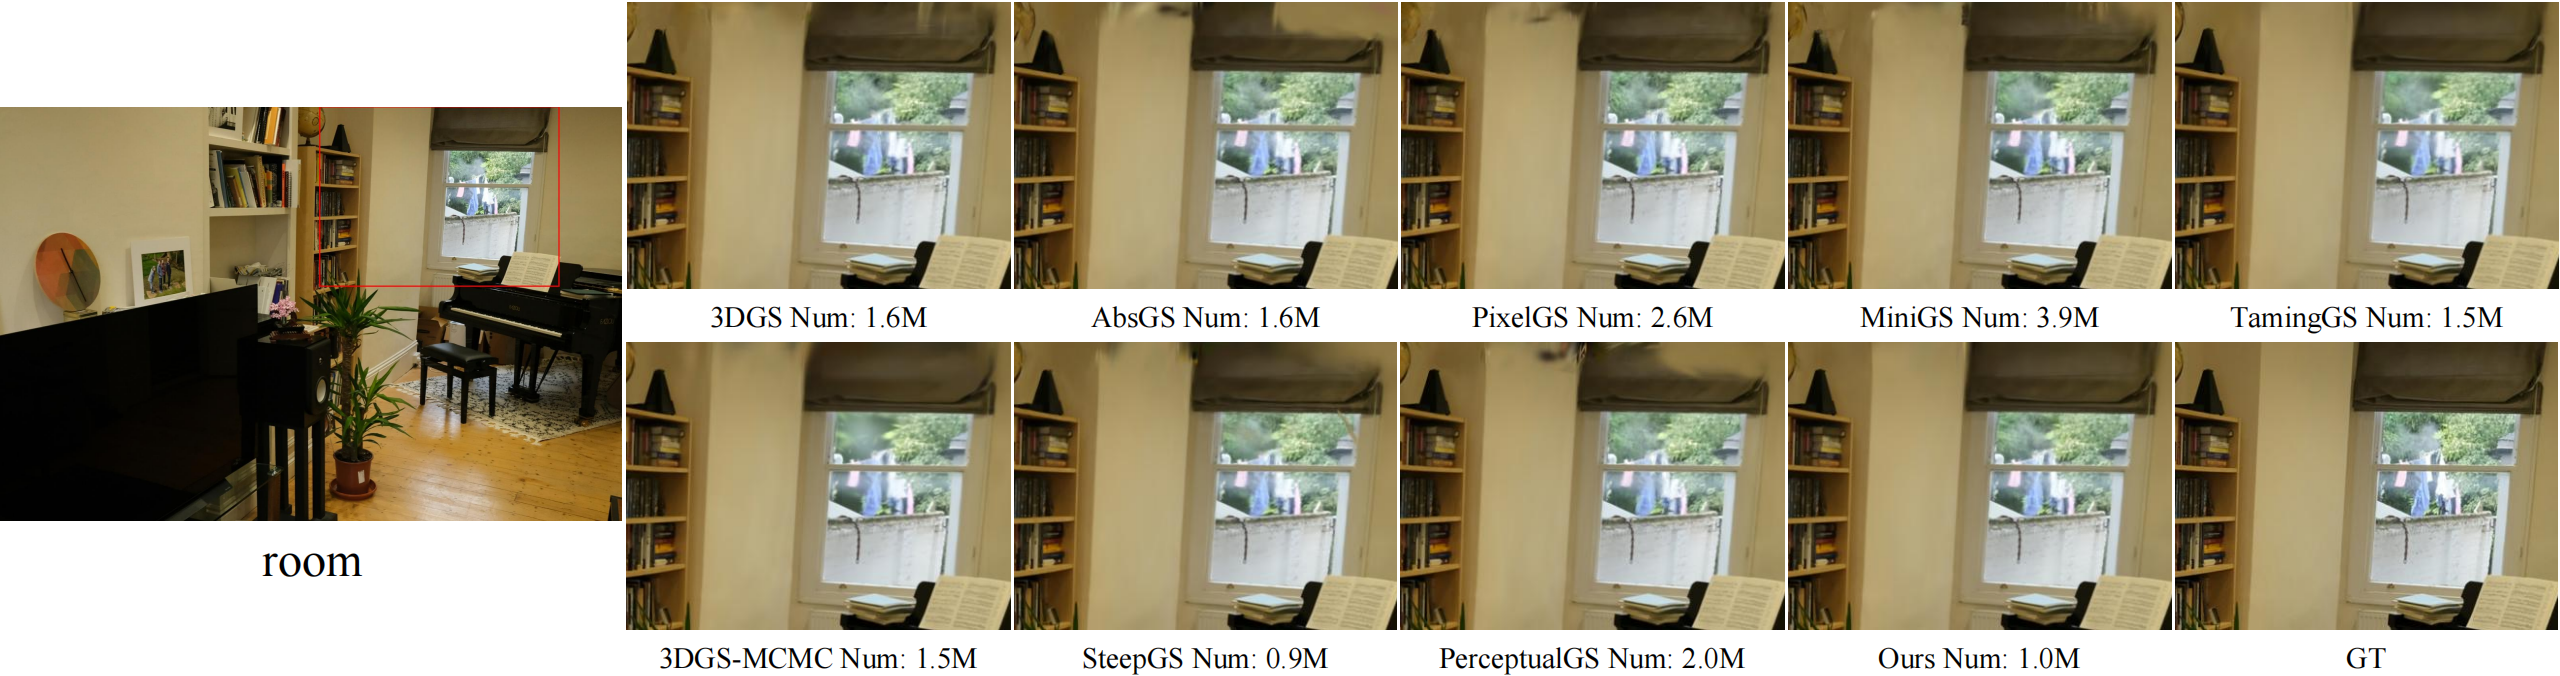 3DGS Num: 1.6M
AbsGS Num: 1.6M
PixelGS Num: 2.6M
MiniGS Num: 3.9M
TamingGS Num: 1.5M
room
3DGS-MCMC Num: 1.5M
SteepGS Num: 0.9M
PerceptualGS Num: 2.0M
Ours Num: 1.0M
GT